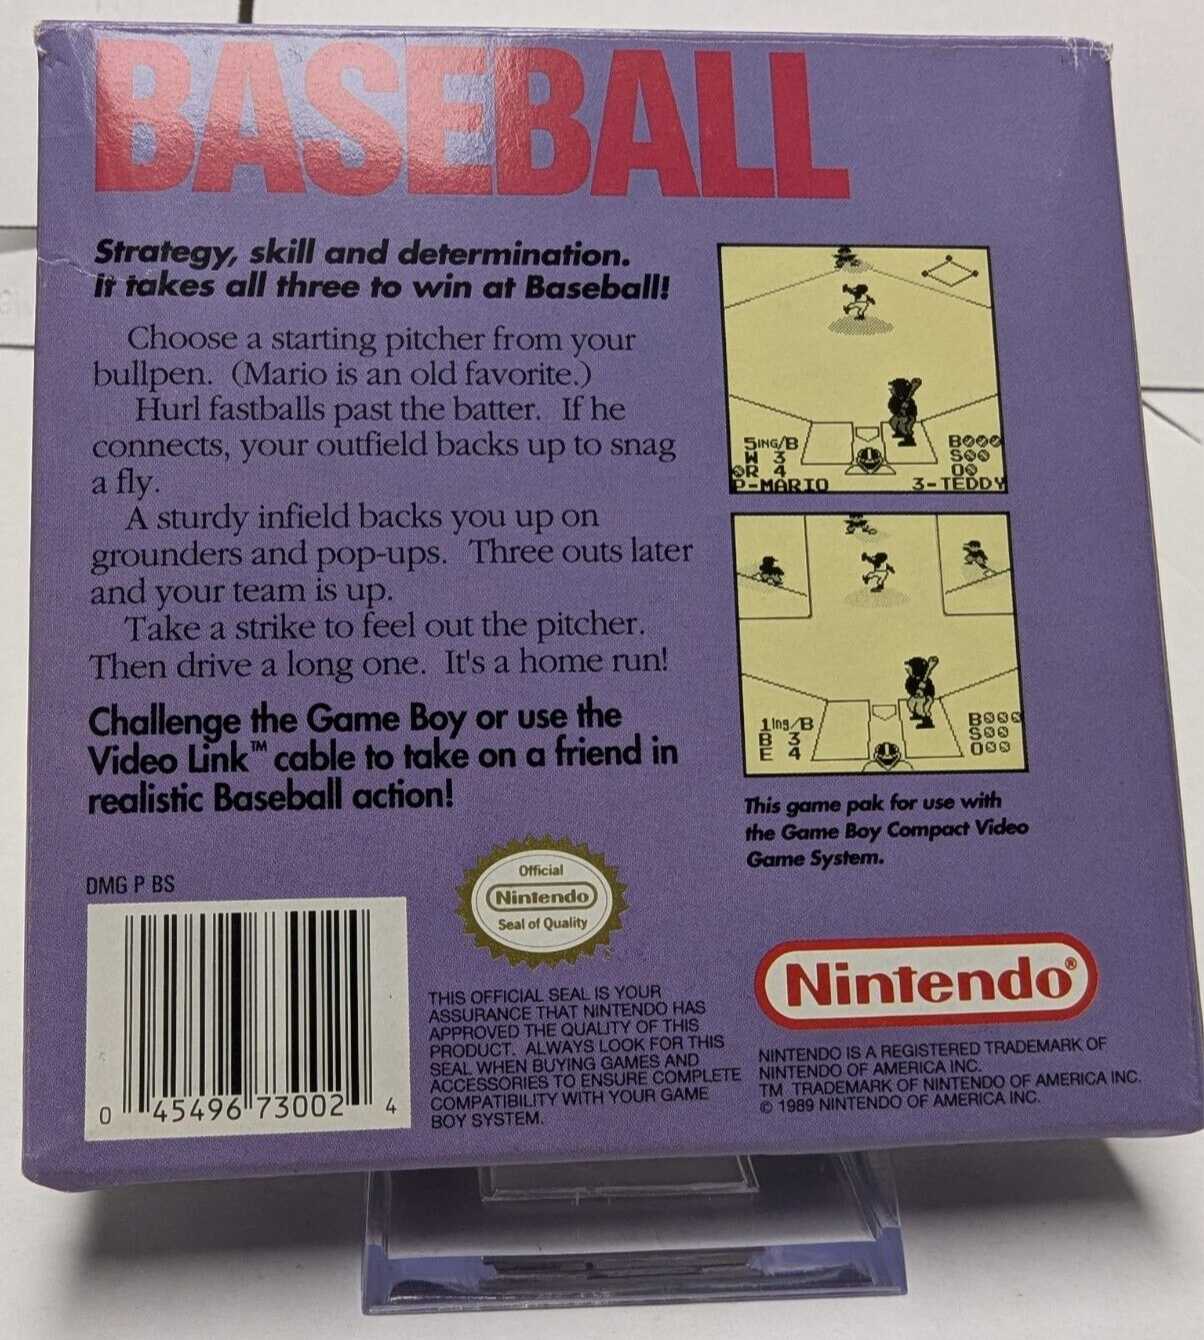 BASEBALL
Strategy, skill and determination.
it takes all three to win at Baseball!
Choose a starting pitcher from your
bullpen. (Mario is an old favorite.)
Hurl fastballs past the batter. If he
connects, your outfield backs up to snag
a fly.
A sturdy infield backs you up on
grounders and pop-ups. Three outs later
and your team is up.
Take a strike to feel out the pitcher.
Then drive a long one. It's a home run!
Challenge the Game Boy or use the
Video Link™ cable to take on a friend in
realistic Baseball action!
5ING/B
W 3
R 4
P-MARIO
B
S
O
3-TEDDY
1Ing/B
B 3
E 4
B
S
O
This game pak for use with
the Game Boy Compact Video
Game System.
DMG P BS
0 45496 73002 4
Official
Nintendo
Seal of Quality
THIS OFFICIAL SEAL IS YOUR
ASSURANCE THAT NINTENDO HAS
APPROVED THE QUALITY OF THIS
PRODUCT. ALWAYS LOOK FOR THIS
SEAL WHEN BUYING GAMES AND
ACCESSORIES TO ENSURE COMPLETE
COMPATIBILITY WITH YOUR GAME
BOY SYSTEM.
Nintendo®
NINTENDO IS A REGISTERED TRADEMARK OF
NINTENDO OF AMERICA INC.
TM TRADEMARK OF NINTENDO OF AMERICA INC.
© 1989 NINTENDO OF AMERICA INC.